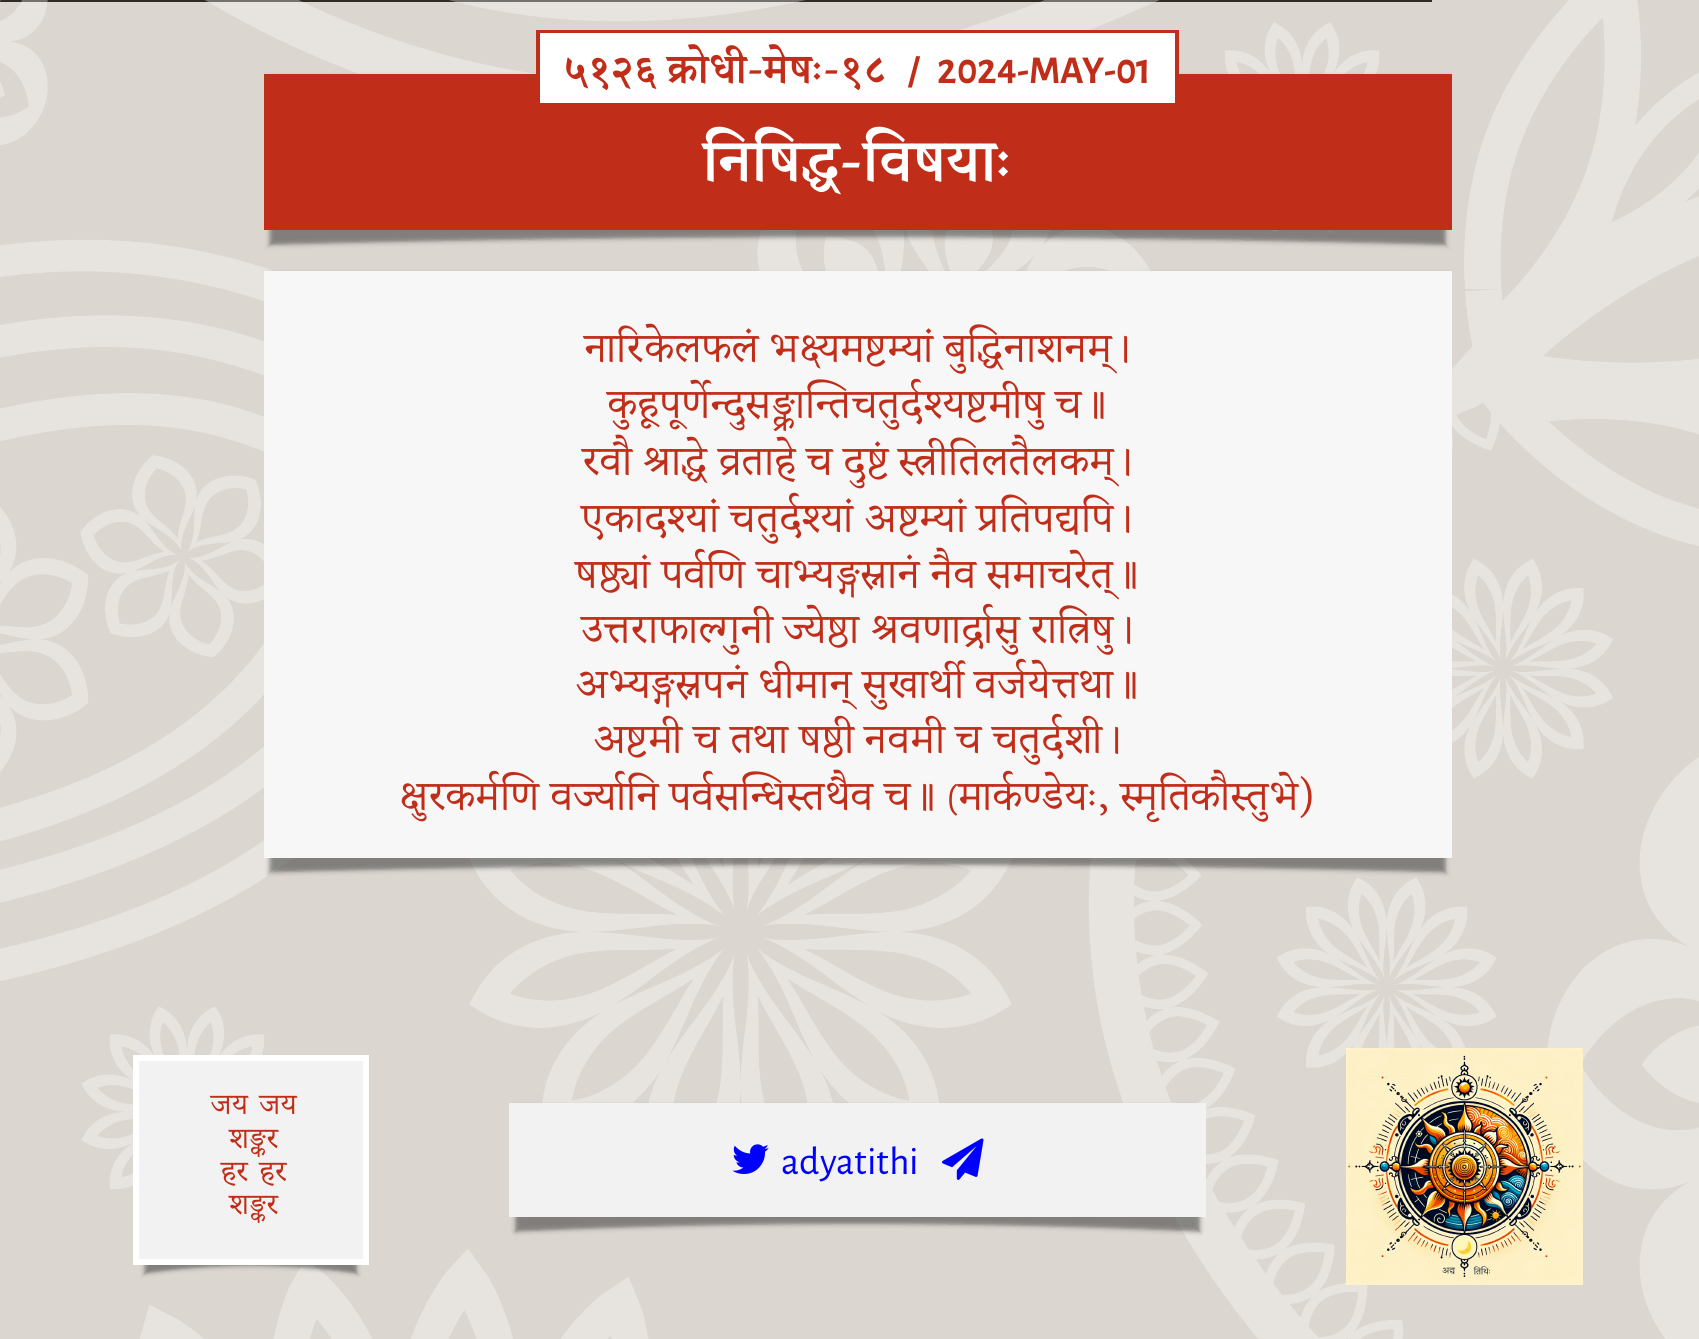 ५१२६ क्रोधी-मेषः-१८ / 2024-MAY-01
निषिद्ध-विषयाः
नारिकेलफलं भक्ष्यमष्टम्यां बुद्धिनाशनम्।
कुहूपूर्णेन्दुसङ्क्रान्तिचतुर्दश्यष्टमीषु च॥
रवौ श्राद्धे व्रताहे च दुष्टं स्त्रीतिलतैलकम्।
एकादश्यां चतुर्दश्यां अष्टम्यां प्रतिपद्यपि।
षष्ठ्यां पर्वणि चाभ्यङ्गस्नानं नैव समाचरेत्॥
उत्तराफाल्गुनी ज्येष्ठा श्रवणार्द्रासु रात्रिषु।
अभ्यङ्गस्नपनं धीमान् सुखार्थी वर्जयेत्तथा॥
अष्टमी च तथा षष्ठी नवमी च चतुर्दशी।
क्षुरकर्मणि वर्ज्यानि पर्वसन्धिस्तथैव च॥ (मार्कण्डेयः, स्मृतिकौस्तुभे)
जय जय
शङ्कर
हर हर
शङ्कर
adyatithi
अद्य तिथिः